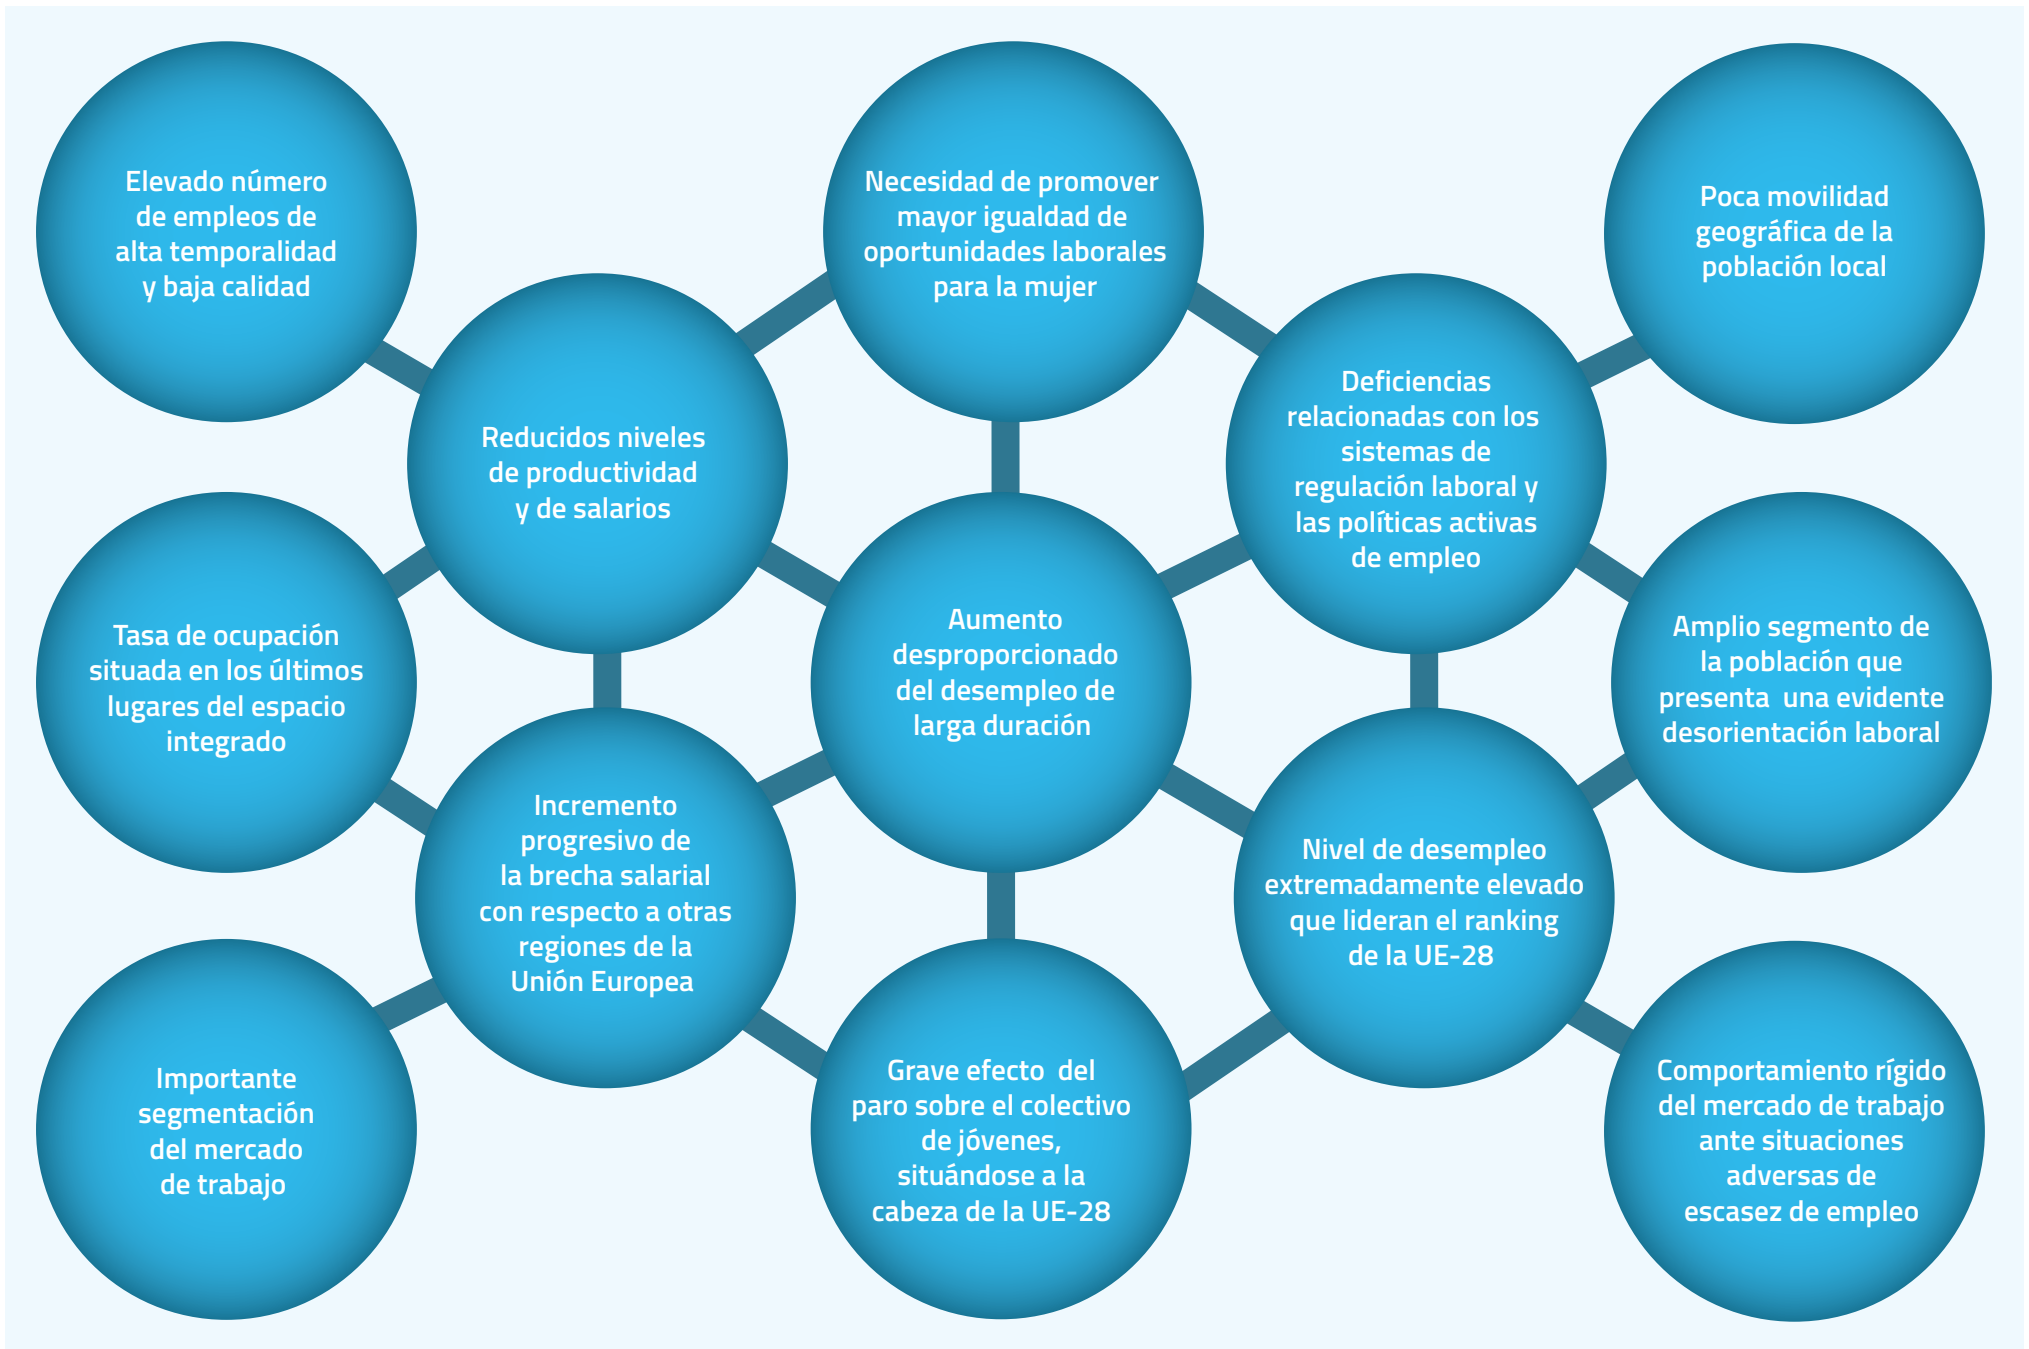 Elevado número
de empleos de
alta temporalidad
y baja calidad
Necesidad de promover
mayor igualdad de
oportunidades laborales
para la mujer
Poca movilidad
geográfica de la
población local
Reducidos niveles
de productividad
y de salarios
Deficiencias
relacionadas con los
sistemas de
regulación laboral y
las políticas activas
de empleo
Tasa de ocupación
situada en los últimos
lugares del espacio
integrado
Aumento
desproporcionado
del desempleo de
larga duración
Amplio segmento de
la población que
presenta una evidente
desorientación laboral
Incremento
progresivo de
la brecha salarial
con respecto a otras
regiones de la
Unión Europea
Nivel de desempleo
extremadamente elevado
que lideran el ranking
de la UE-28
Importante
segmentación
del mercado
de trabajo
Grave efecto del
paro sobre el colectivo
de jóvenes,
situándose a la
cabeza de la UE-28
Comportamiento rígido
del mercado de trabajo
ante situaciones
adversas de
escasez de empleo